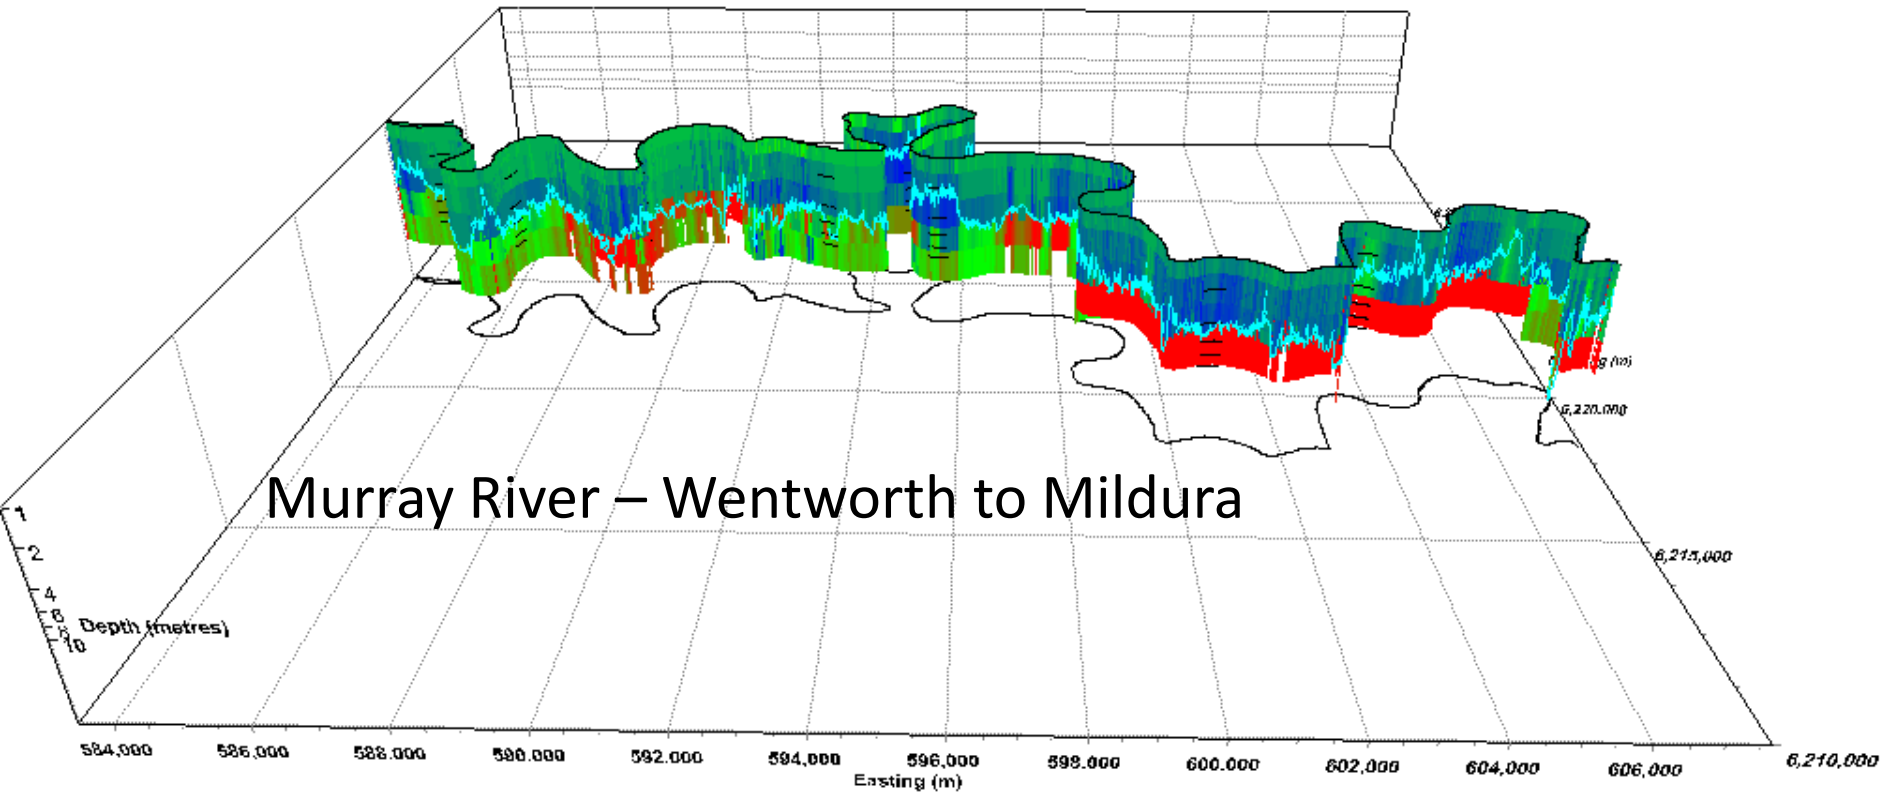 Murray River – Wentworth to Mildura
1
2
4
10
Depth (metres)
584,000 586,000 588,000 590,000 592,000 594,000 596,000 598,000 600,000 602,000 604,000 606,000
Easting (m)
g (m)
6,220,000
6,215,000
6,210,000